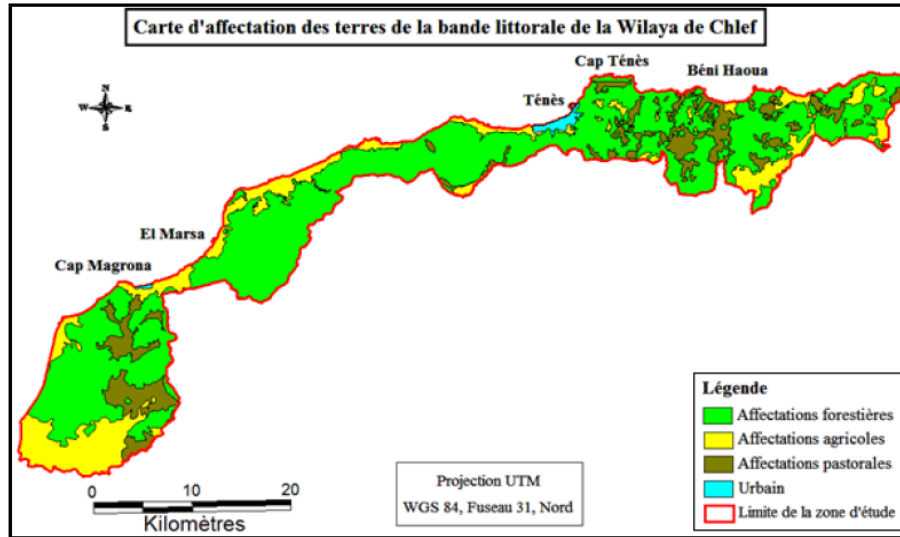 Carte d'affectation des terres de la bande littorale de la Wilaya de Chlef
Cap Ténès
Béni Haoua
Ténès
N
W E
S
El Marsa
Cap Magrona
Légende
Affectations forestières
Affectations agricoles
Affectations pastorales
Urbain
Limite de la zone d'étude
Projection UTM
WGS 84, Fuseau 31, Nord
0 10 20
Kilomètres